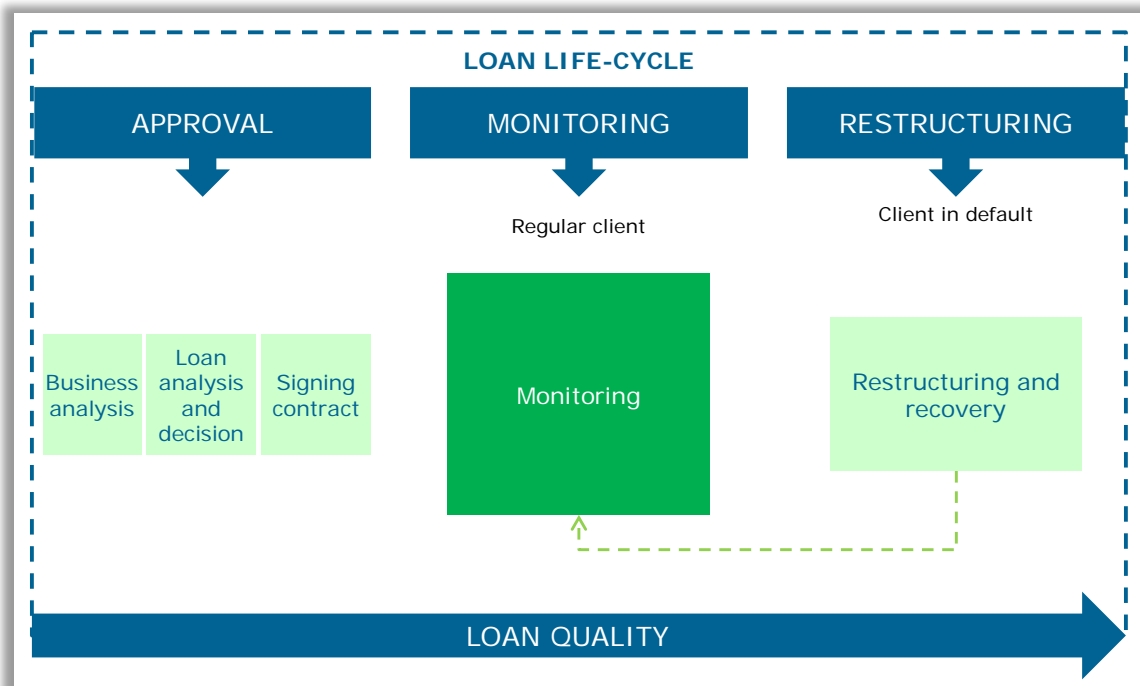 LOAN LIFE-CYCLE
APPROVAL
MONITORING
RESTRUCTURING
Regular client
Client in default
Business
analysis
Loan
analysis
and
decision
Signing
contract
Monitoring
Restructuring and
recovery
LOAN QUALITY